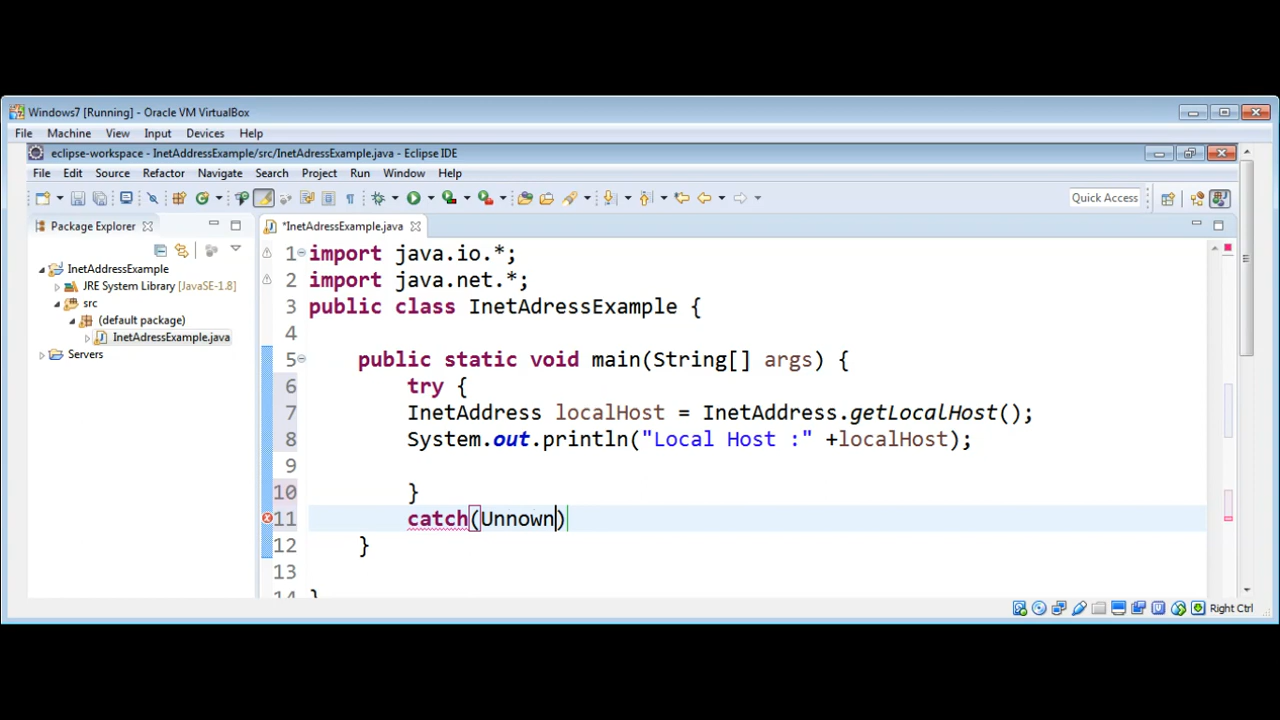 Windows7 [Running] - Oracle VM VirtualBox
File Machine View Input Devices Help
eclipse-workspace - InetAddressExample/src/InetAdressExample.java - Eclipse IDE
File Edit Source Refactor Navigate Search Project Run Window Help
Quick Access
Package Explorer
*InetAdressExample.java
InetAddressExample
JRE System Library [JavaSE-1.8]
src
(default package)
InetAdressExample.java
Servers
1 import java.io.*;
2 import java.net.*;
3 public class InetAdressExample {
4
5 public static void main(String[] args) {
6 try {
7 InetAddress localHost = InetAddress.getLocalHost();
8 System.out.println("Local Host :" +localHost);
9
10 }
11 catch(Unnown)
12 }
13
14 }
Right Ctrl